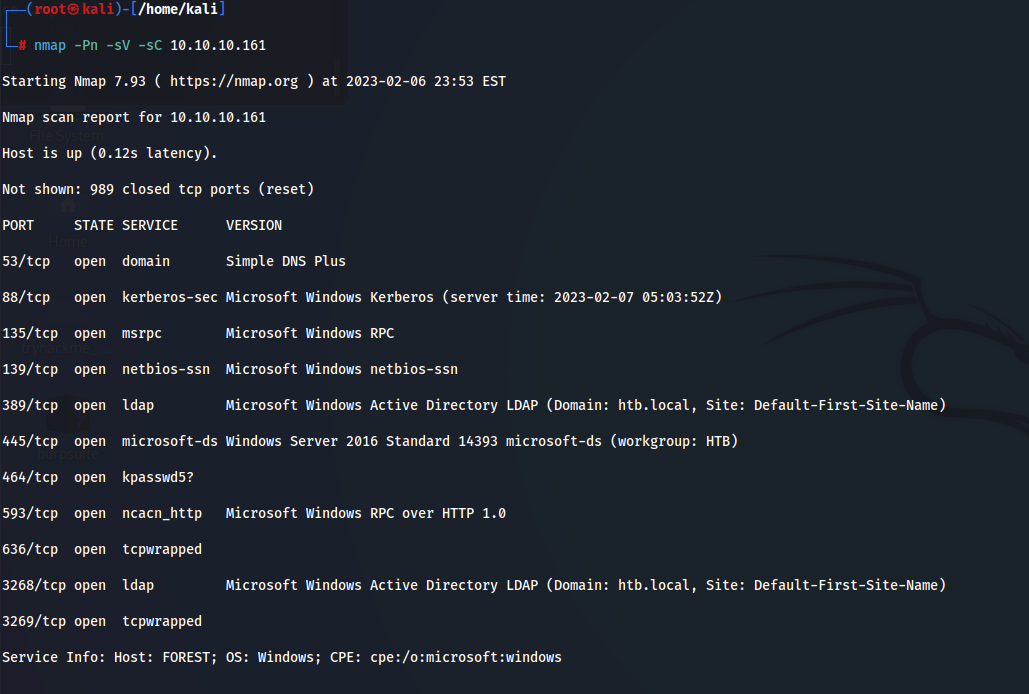 (root㉿kali)-[/home/kali]
# nmap -Pn -sV -sC 10.10.10.161
Starting Nmap 7.93 ( https://nmap.org ) at 2023-02-06 23:53 EST
Nmap scan report for 10.10.10.161
File System
Host is up (0.12s latency).
Not shown: 989 closed tcp ports (reset)
PORT     STATE SERVICE      VERSION
Home
53/tcp   open  domain       Simple DNS Plus
88/tcp   open  kerberos-sec Microsoft Windows Kerberos (server time: 2023-02-07 05:03:52Z)
135/tcp  open  msrpc        Microsoft Windows RPC
139/tcp  open  netbios-ssn  Microsoft Windows netbios-ssn
389/tcp  open  ldap         Microsoft Windows Active Directory LDAP (Domain: htb.local, Site: Default-First-Site-Name)
445/tcp  open  microsoft-ds Windows Server 2016 Standard 14393 microsoft-ds (workgroup: HTB)
464/tcp  open  kpasswd5?
593/tcp  open  ncacn_http   Microsoft Windows RPC over HTTP 1.0
636/tcp  open  tcpwrapped
3268/tcp open  ldap         Microsoft Windows Active Directory LDAP (Domain: htb.local, Site: Default-First-Site-Name)
3269/tcp open  tcpwrapped
Service Info: Host: FOREST; OS: Windows; CPE: cpe:/o:microsoft:windows